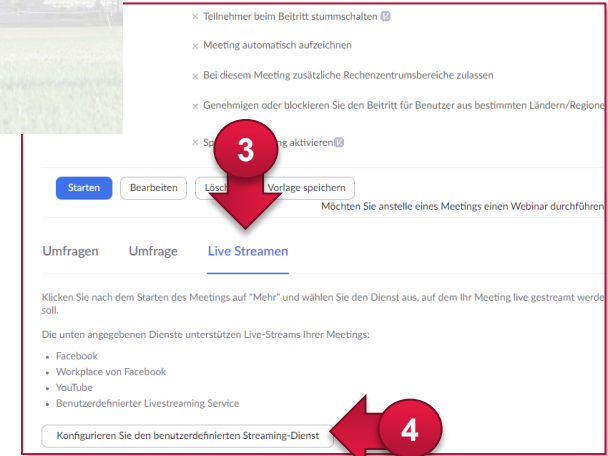 × Teilnehmer beim Beitritt stummschalten
× Meeting automatisch aufzeichnen
× Bei diesem Meeting zusätzliche Rechenzentrumsbereiche zulassen
× Genehmigen oder blockieren Sie den Beitritt für Benutzer aus bestimmten Ländern/Regione
× aktivieren
3
Starten Bearbeiten Vorlage speichern
Möchten Sie anstelle eines Meetings einen Webinar durchführen
Umfragen Umfrage Live Streamen
Klicken Sie nach dem Starten des Meetings auf "Mehr" und wählen Sie den Dienst aus, auf dem Ihr Meeting live gestreamt werde
soll.
Die unten angegebenen Dienste unterstützen Live-Streams Ihrer Meetings:
• Facebook
• Workplace von Facebook
• YouTube
• Benutzerdefinierter Livestreaming Service
Konfigurieren Sie den benutzerdefinierten Streaming-Dienst
4